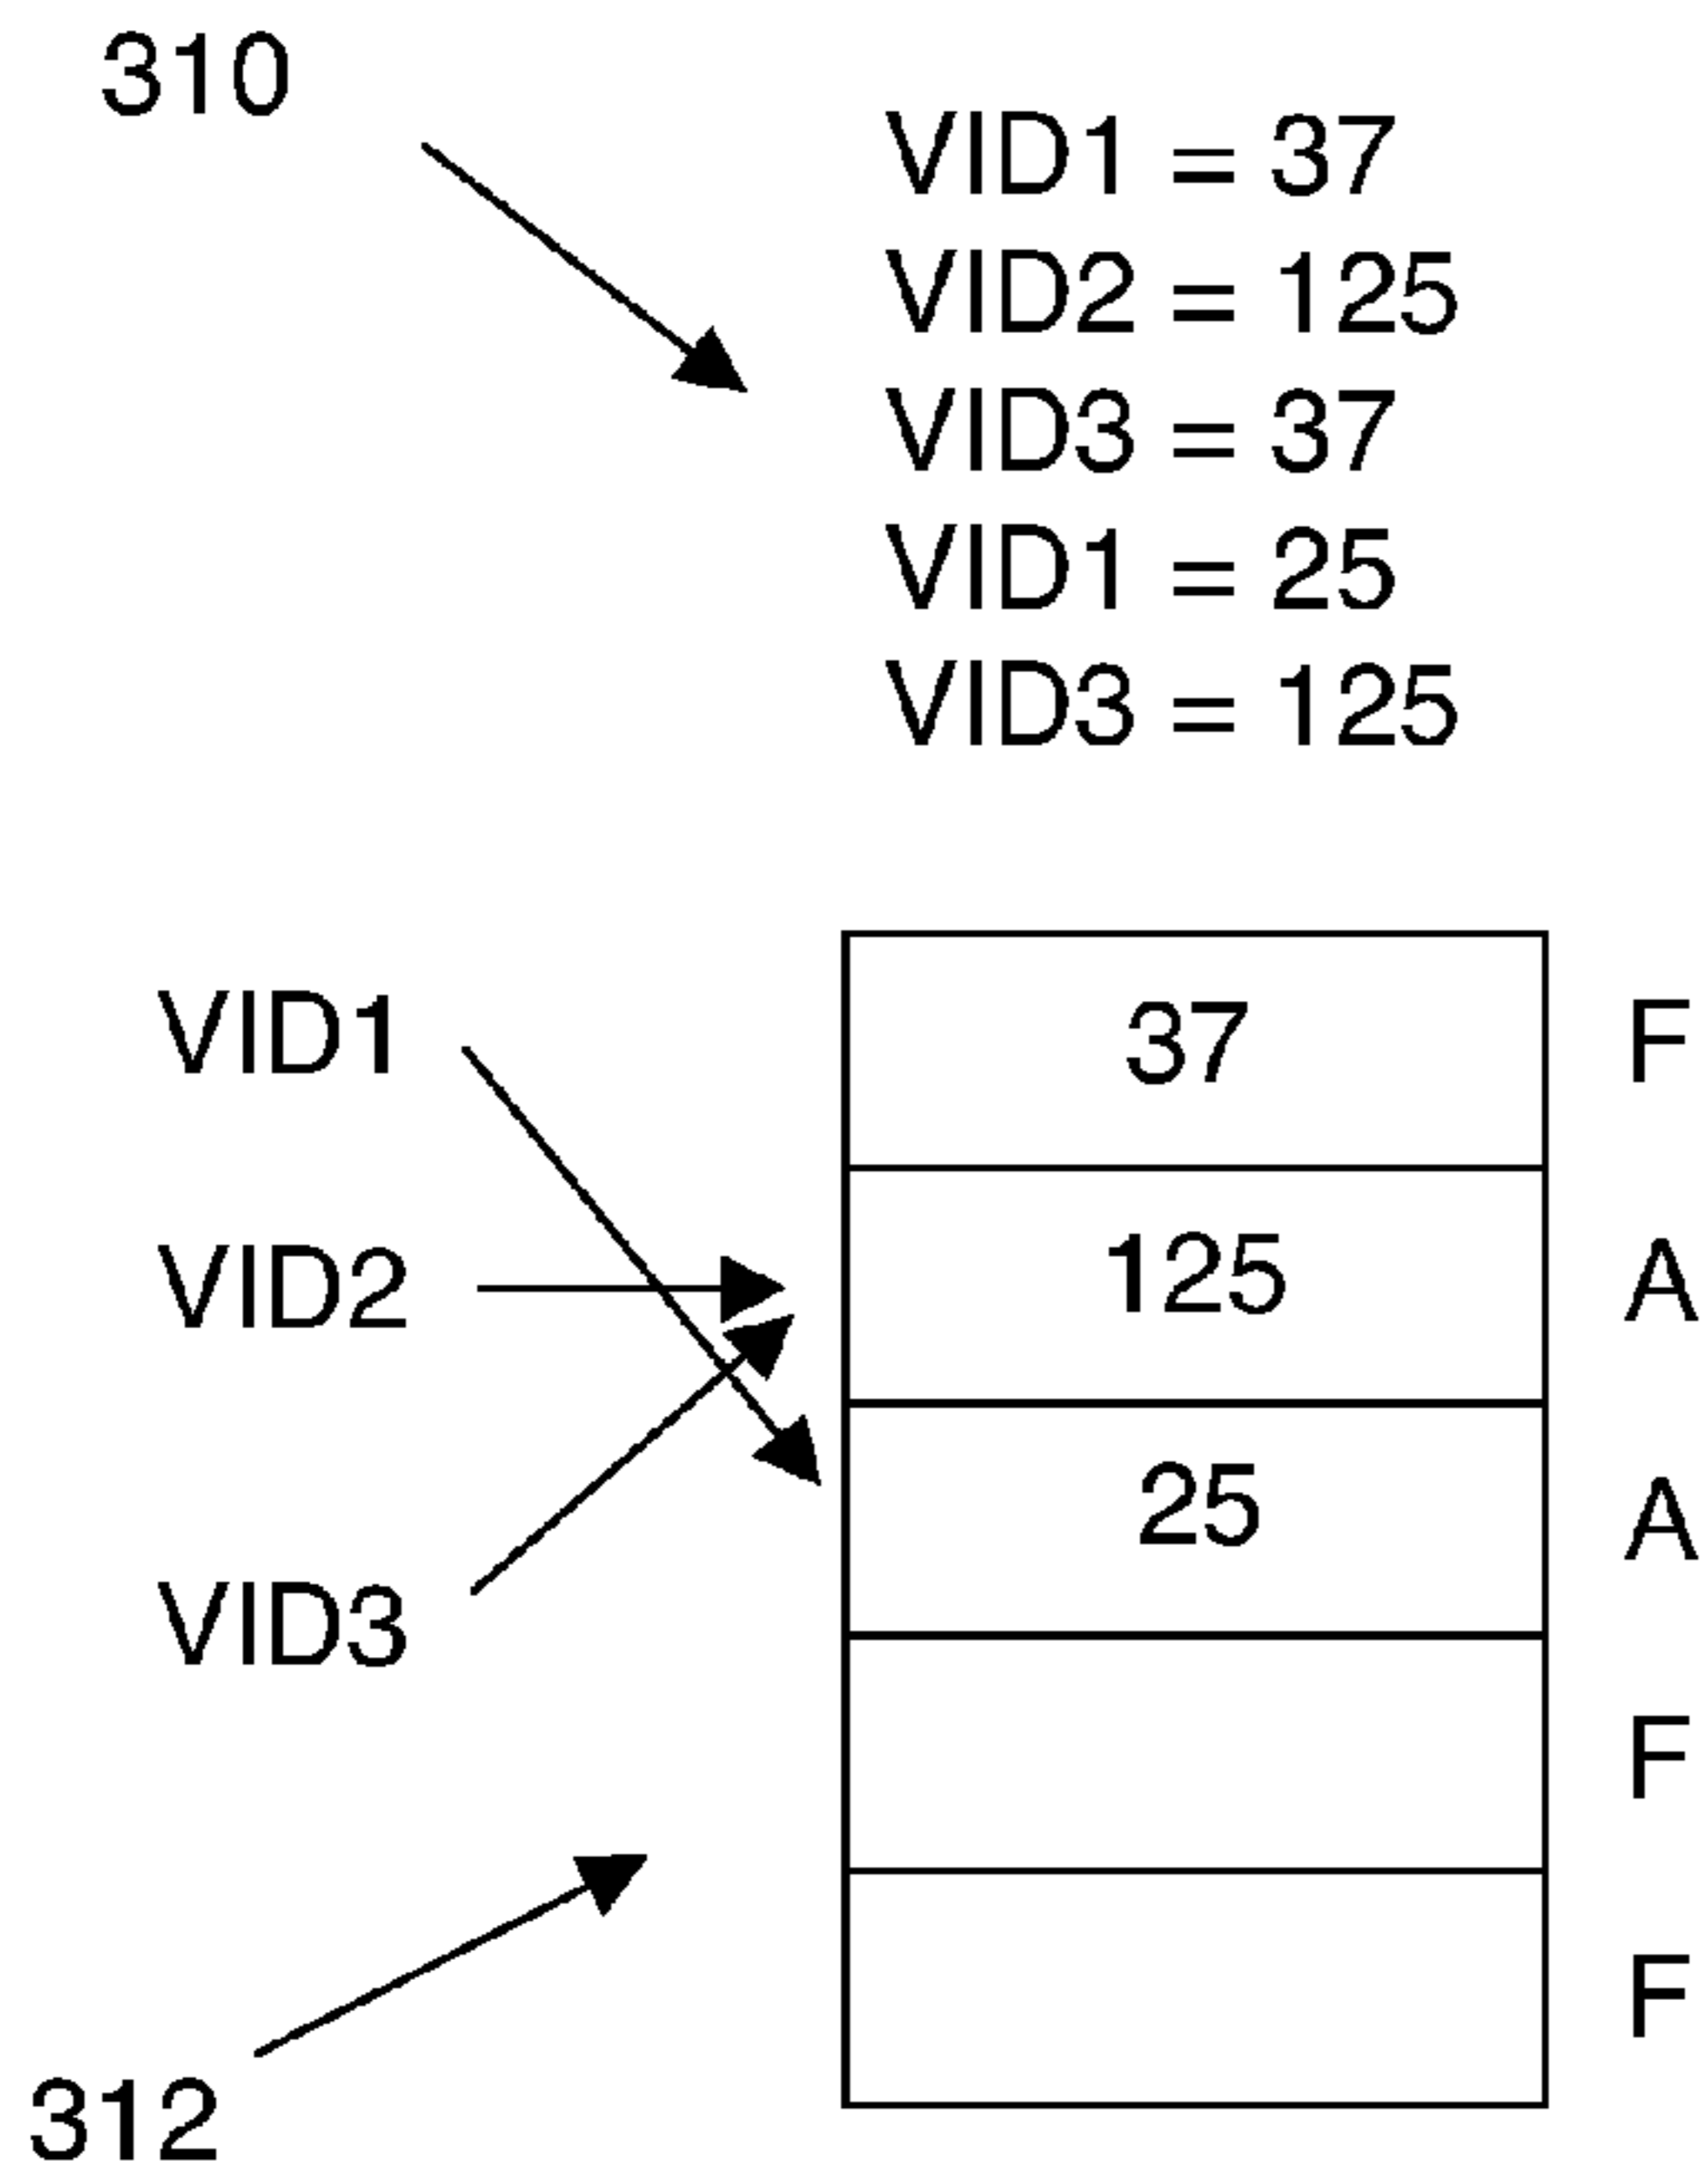 310
VID1 = 37
VID2 = 125
VID3 = 37
VID1 = 25
VID3 = 125
VID1 37 F
VID2 125 A
25 A
VID3
F
F
312